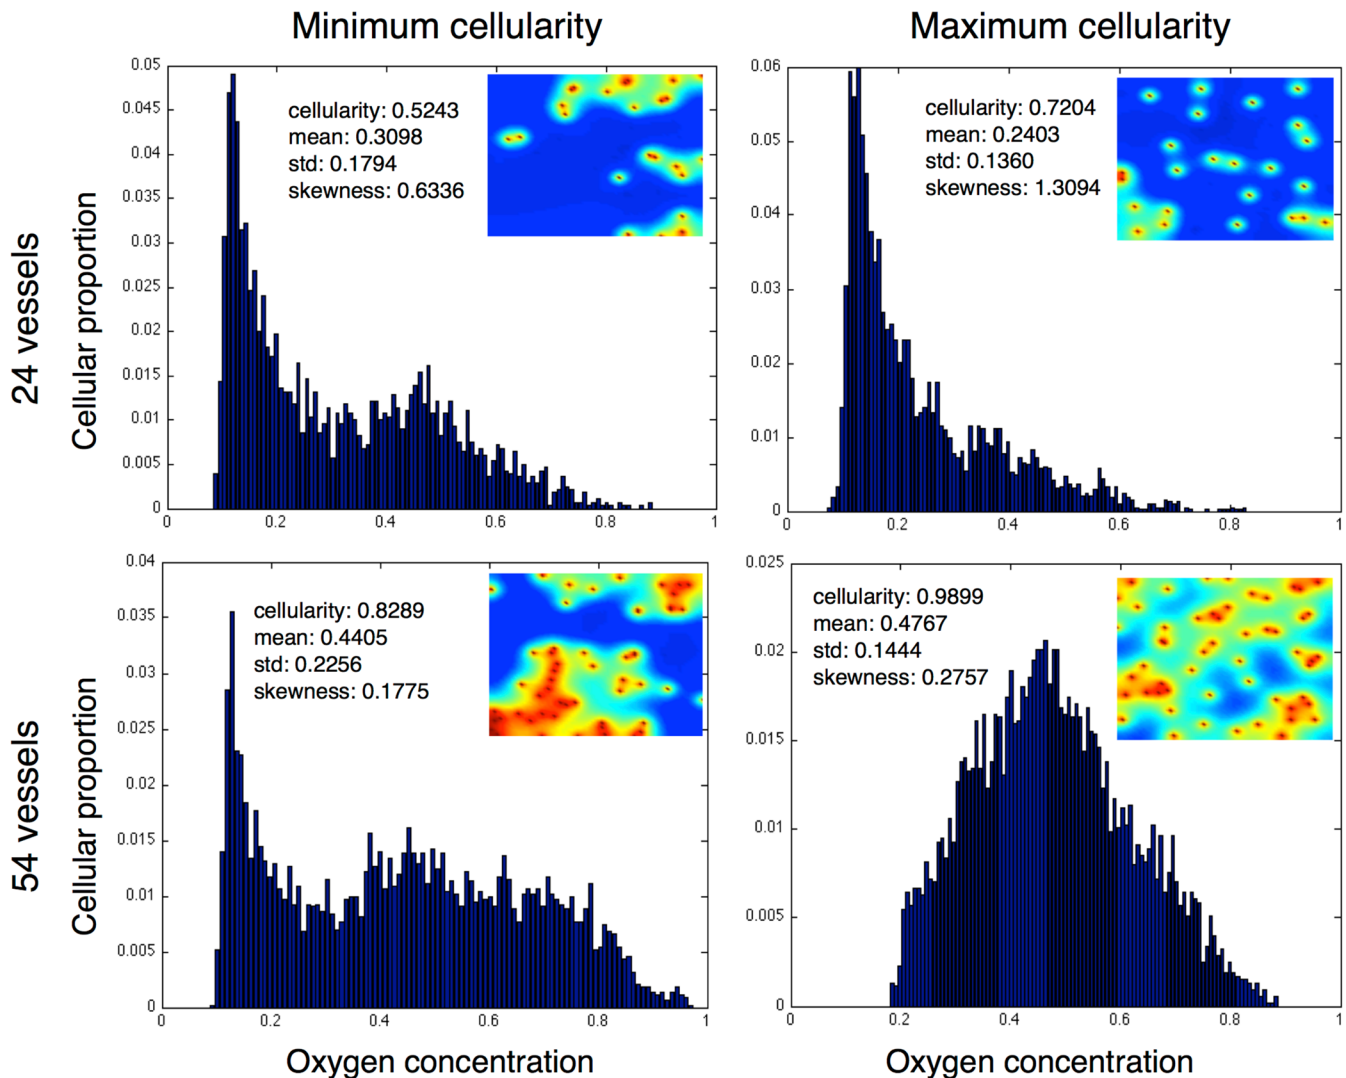 Minimum cellularity
Maximum cellularity
24 vessels
Cellular proportion
0.05
0.045
0.04
0.035
0.03
0.025
0.02
0.015
0.01
0.005
0
0
0.2
0.4
0.6
0.8
1
cellularity: 0.5243
mean: 0.3098
std: 0.1794
skewness: 0.6336
0.06
0.05
0.04
0.03
0.02
0.01
0
0
0.2
0.4
0.6
0.8
1
cellularity: 0.7204
mean: 0.2403
std: 0.1360
skewness: 1.3094
54 vessels
Cellular proportion
0.04
0.035
0.03
0.025
0.02
0.015
0.01
0.005
0
0
0.2
0.4
0.6
0.8
1
cellularity: 0.8289
mean: 0.4405
std: 0.2256
skewness: 0.1775
Oxygen concentration
0.025
0.02
0.015
0.01
0.005
0
0
0.2
0.4
0.6
0.8
1
cellularity: 0.9899
mean: 0.4767
std: 0.1444
skewness: 0.2757
Oxygen concentration